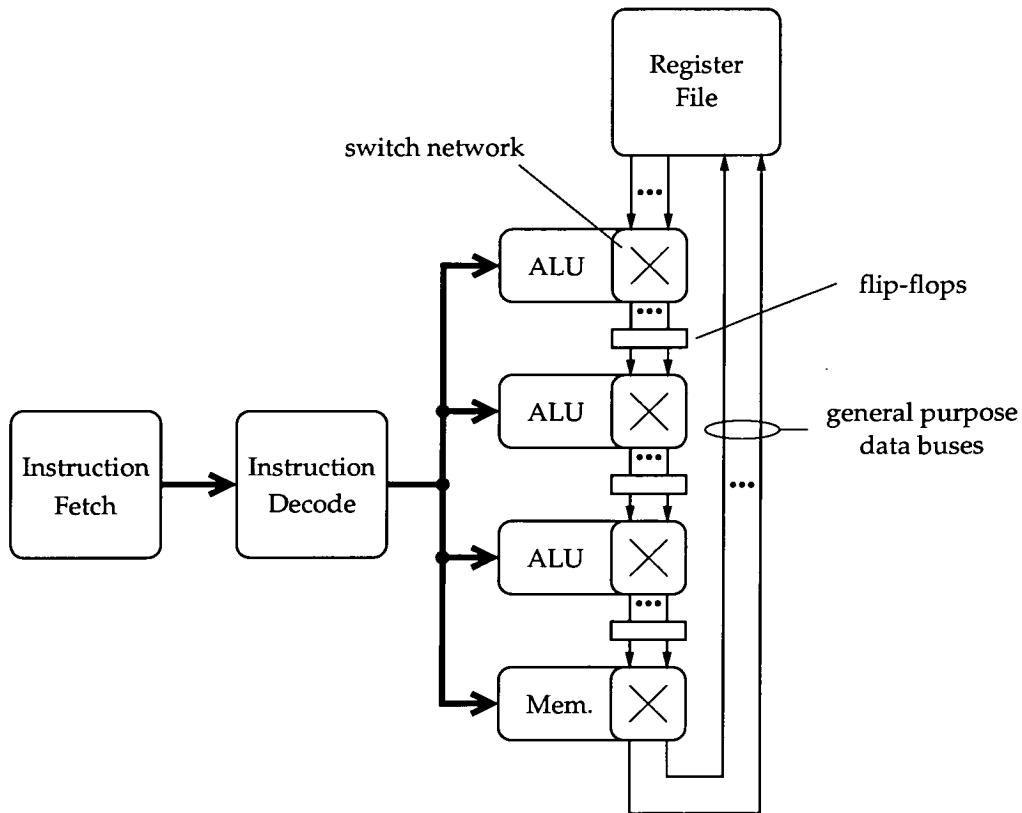 Register
File
switch network
ALU
flip-flops
ALU
general purpose
data buses
Instruction
Fetch
Instruction
Decode
ALU
Mem.